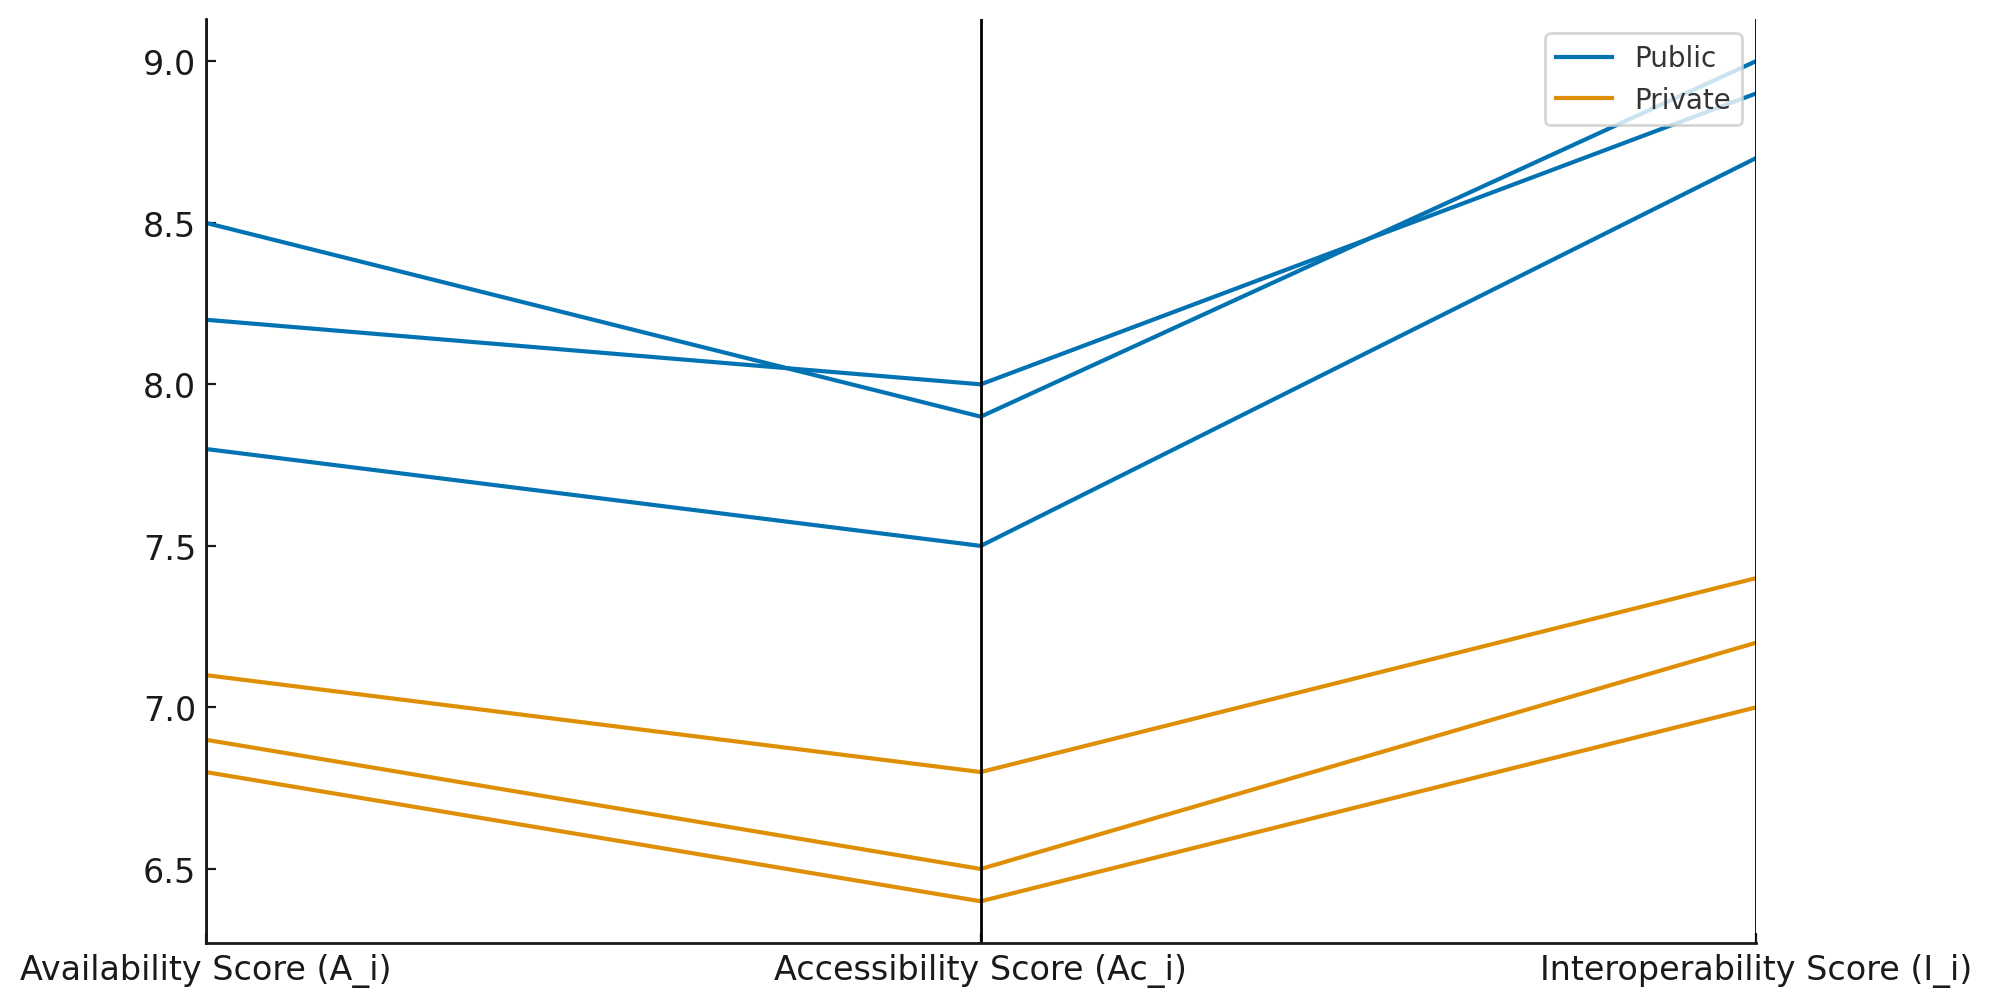 9.0
8.5
8.0
7.5
7.0
6.5
Public
Private
Availability Score (A_i)
Accessibility Score (Ac_i)
Interoperability Score (I_i)